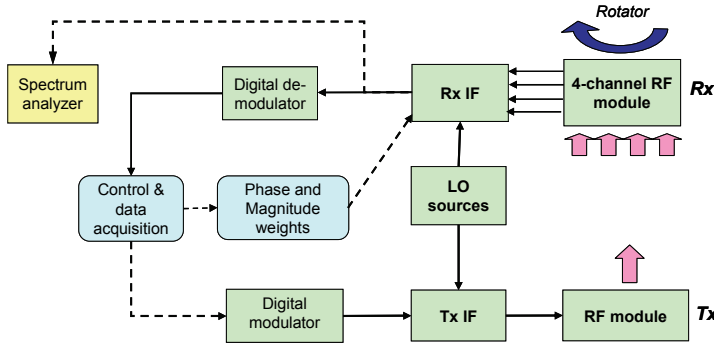 Rotator
Spectrum
analyzer
Digital de-
modulator
Rx IF
4-channel RF
module
Rx
Control &
data
acquisition
Phase and
Magnitude
weights
LO
sources
Digital
modulator
Tx IF
RF module
Tx